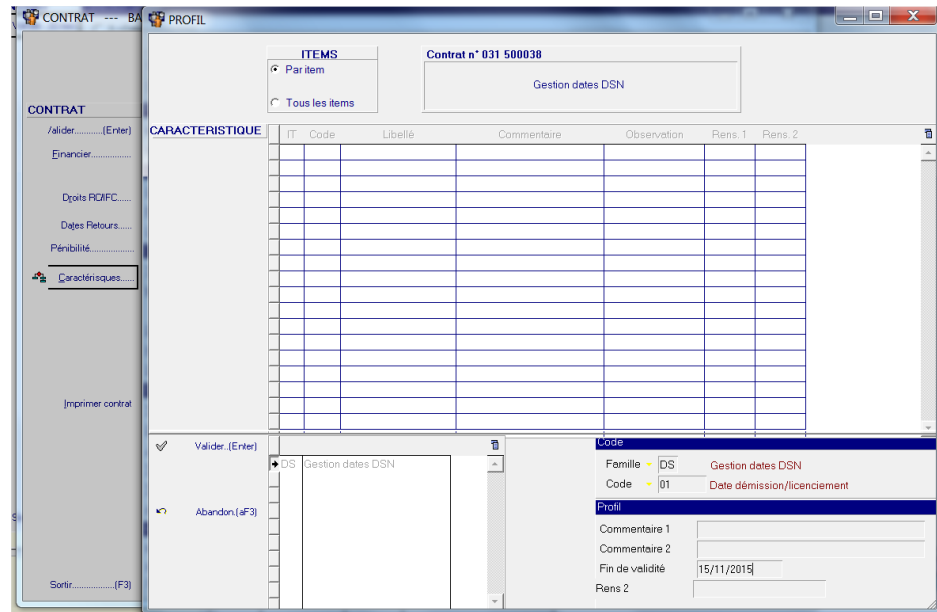 CONTRAT --- BA
PROFIL
ITEMS
Par item
Tous les items
Contrat n° 031 500038
Gestion dates DSN
CONTRAT
/alider...........(Enter)
Financier................
Droits RC/IFC......
Dates Retours......
Pénibilité.................
Caractérisques.....
Imprimer contrat
Sortir.................(F3)
CARACTERISTIQUE
IT Code Libellé Commentaire Observation Rens. 1 Rens. 2
Valider..(Enter)
Abandon.(aF3)
DS Gestion dates DSN
Code
Famille DS Gestion dates DSN
Code 01 Date démission/licenciement
Profil
Commentaire 1
Commentaire 2
Fin de validité 15/11/2015
Rens 2